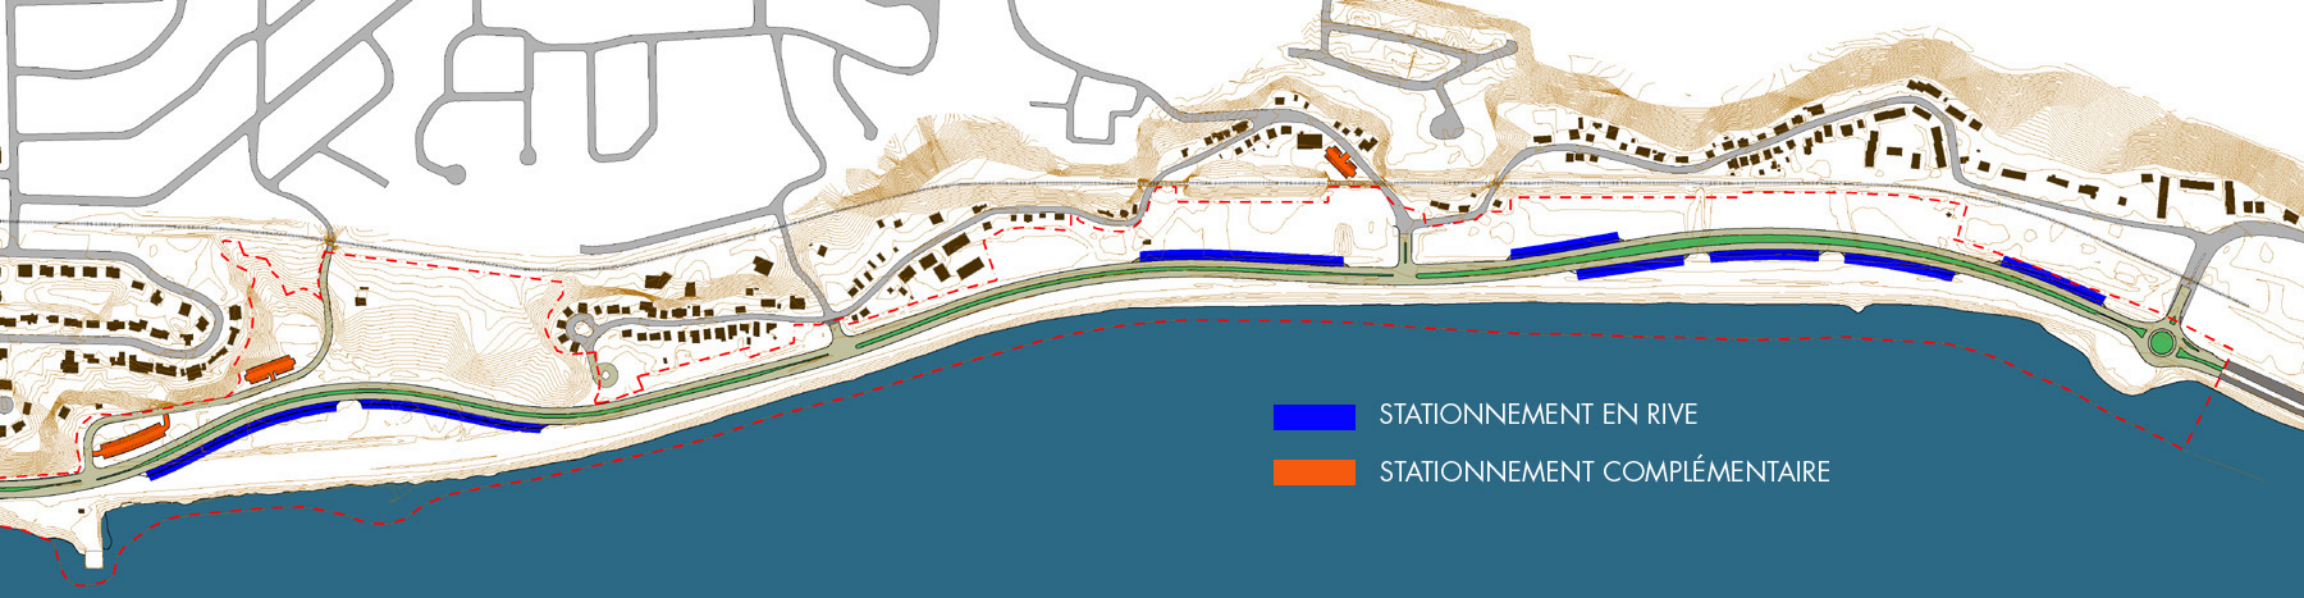 STATIONNEMENT EN RIVE
STATIONNEMENT COMPLÉMENTAIRE